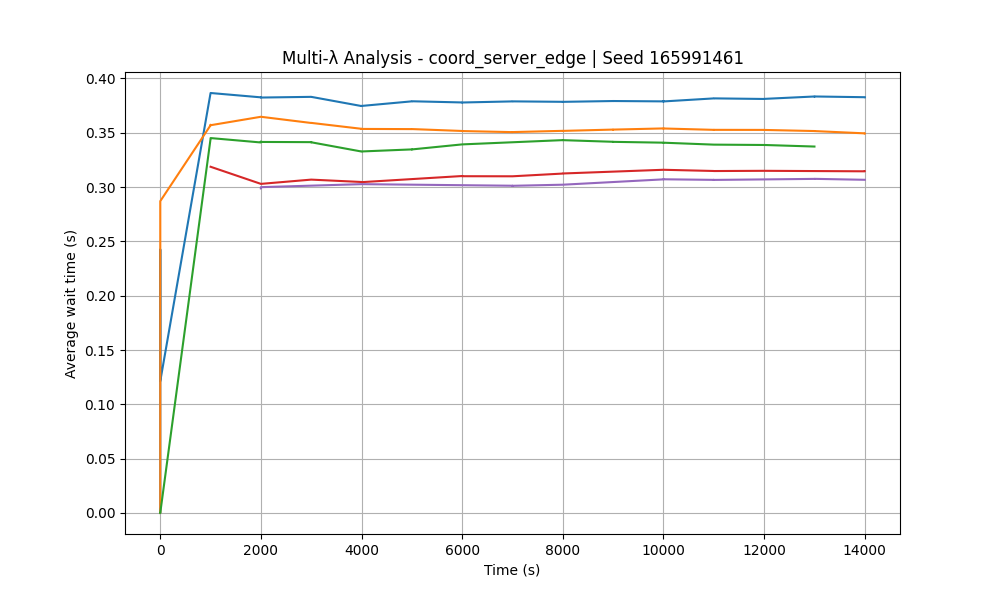 Multi-λ Analysis - coord_server_edge | Seed 165991461
0.40
0.35
0.30
0.25
0.20
0.15
0.10
0.05
0.00
Average wait time (s)
0 2000 4000 6000 8000 10000 12000 14000
Time (s)